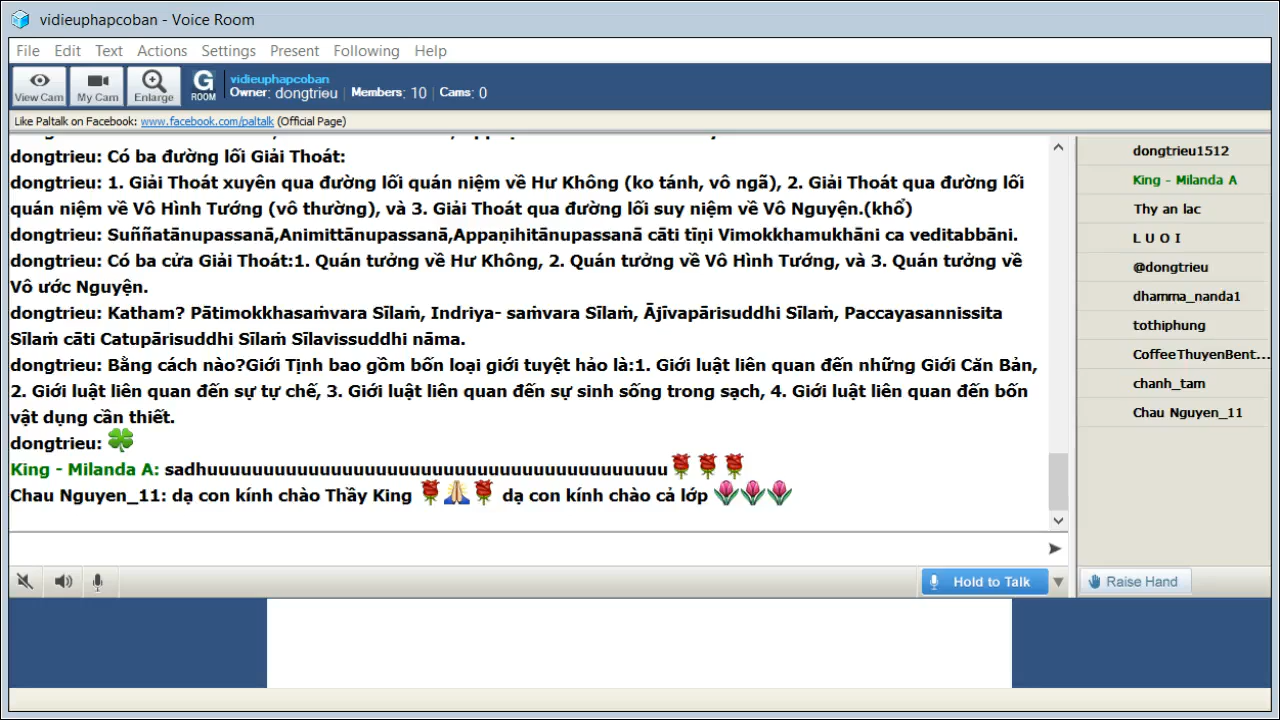 vidieuphapcoban - Voice Room
File Edit Text Actions Settings Present Following Help
View Cam My Cam Enlarge G ROOM
vidieuphapcoban
Owner: dongtrieu | Members: 10 | Cams: 0
Like Paltalk on Facebook: www.facebook.com/paltalk (Official Page)
dongtrieu: Có ba đường lối Giải Thoát:
dongtrieu: 1. Giải Thoát xuyên qua đường lối quán niệm về Hư Không (ko tánh, vô ngã), 2. Giải Thoát qua đường lối
quán niệm về Vô Hình Tướng (vô thường), và 3. Giải Thoát qua đường lối suy niệm về Vô Nguyện.(khổ)
dongtrieu: Suññatānupassanā,Animittānupassanā,Appaṇihitānupassanā cāti tīṇi Vimokkhamukhāni ca veditabbāni.
dongtrieu: Có ba cửa Giải Thoát:1. Quán tưởng về Hư Không, 2. Quán tưởng về Vô Hình Tướng, và 3. Quán tưởng về
Vô ước Nguyện.
dongtrieu: Katham? Pātimokkhasaṁvara Sīlaṁ, Indriya- saṁvara Sīlaṁ, Ājīvapārisuddhi Sīlaṁ, Paccayasannissita
Sīlaṁ cāti Catupārisuddhi Sīlaṁ Sīlavissuddhi nāma.
dongtrieu: Bằng cách nào?Giới Tịnh bao gồm bốn loại giới tuyệt hảo là:1. Giới luật liên quan đến những Giới Căn Bản,
2. Giới luật liên quan đến sự tự chế, 3. Giới luật liên quan đến sự sinh sống trong sạch, 4. Giới luật liên quan đến bốn
vật dụng cần thiết.
dongtrieu: 🍀
King - Milanda A: sadhuuuuuuuuuuuuuuuuuuuuuuuuuuuuuuuuuuuuuuuuu🌹🌹🌹
Chau Nguyen_11: dạ con kính chào Thầy King 🌹🙏🌹 dạ con kính chào cả lớp 🌷🌷🌷
dongtrieu1512
King - Milanda A
Thy an lac
L U O I
@dongtrieu
dhamma_nanda1
tothiphung
CoffeeThuyenBent...
chanh_tam
Chau Nguyen_11
Hold to Talk
Raise Hand